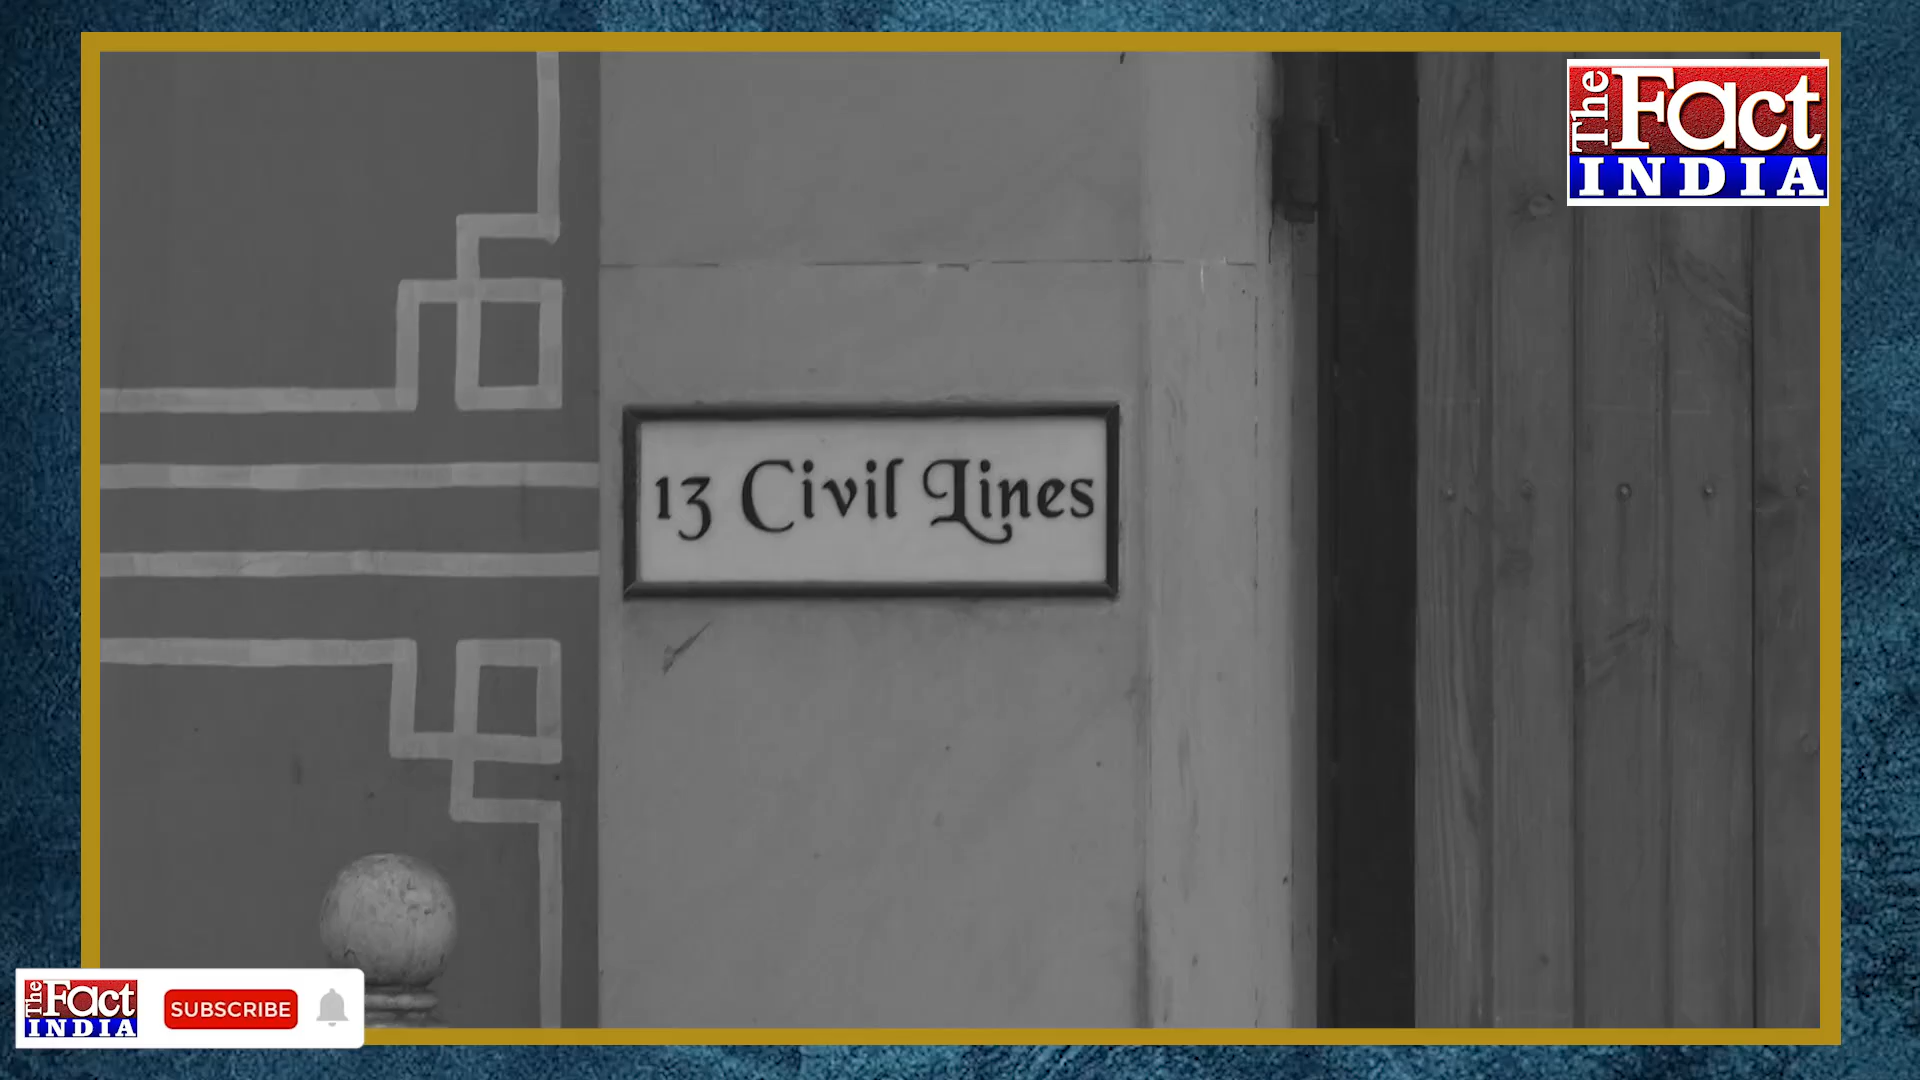 The Fact
INDIA
13 Civil Lines
The Fact
INDIA
SUBSCRIBE